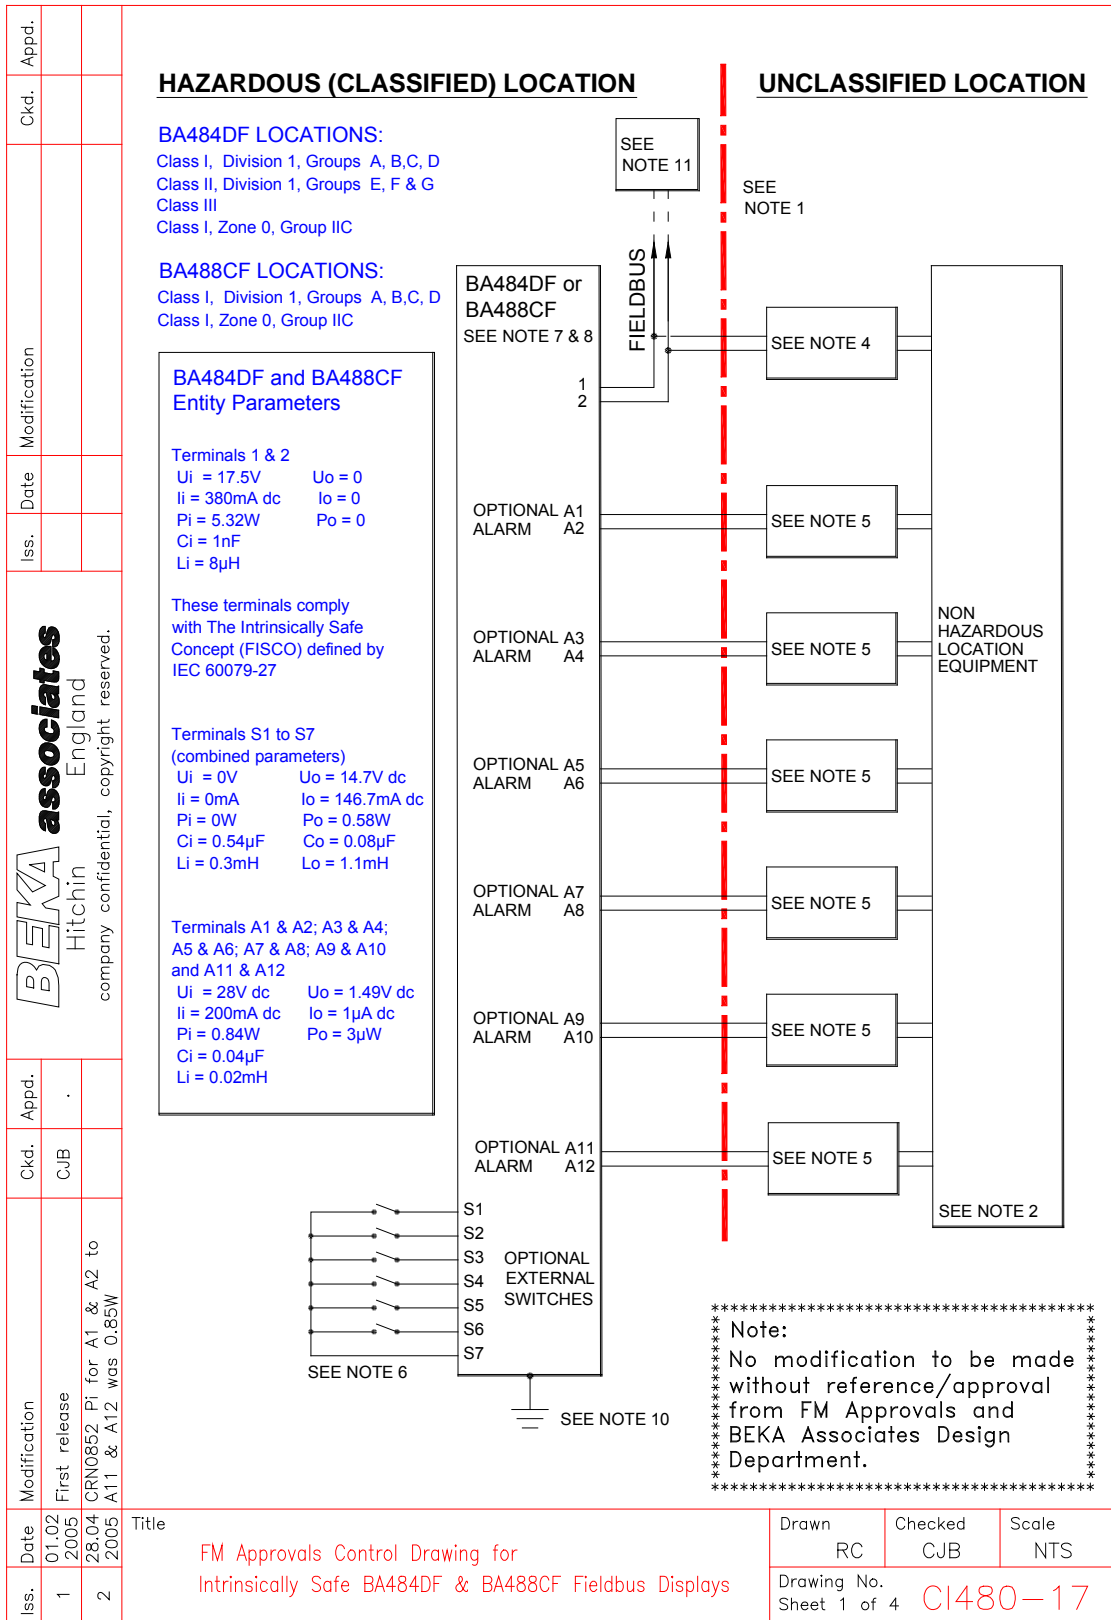 HAZARDOUS (CLASSIFIED) LOCATION
UNCLASSIFIED LOCATION
BA484DF LOCATIONS:
Class I, Division 1, Groups A, B,C, D
Class II, Division 1, Groups E, F & G
Class III
Class I, Zone 0, Group IIC
BA488CF LOCATIONS:
Class I, Division 1, Groups A, B,C, D
Class I, Zone 0, Group IIC
BA484DF and BA488CF
Entity Parameters
Terminals 1 & 2
Ui = 17.5V Uo = 0
Ii = 380mA dc Io = 0
Pi = 5.32W Po = 0
Ci = 1nF
Li = 8µH
These terminals comply
with The Intrinsically Safe
Concept (FISCO) defined by
IEC 60079-27
Terminals S1 to S7
(combined parameters)
Ui = 0V Uo = 14.7V dc
Ii = 0mA Io = 146.7mA dc
Pi = 0W Po = 0.58W
Ci = 0.54µF Co = 0.08µF
Li = 0.3mH Lo = 1.1mH
Terminals A1 & A2; A3 & A4;
A5 & A6; A7 & A8; A9 & A10
and A11 & A12
Ui = 28V dc Uo = 1.49V dc
Ii = 200mA dc Io = 1µA dc
Pi = 0.84W Po = 3µW
Ci = 0.04µF
Li = 0.02mH
SEE
NOTE 11
SEE
NOTE 1
FIELDBUS
BA484DF or
BA488CF
SEE NOTE 7 & 8
1
2
SEE NOTE 4
OPTIONAL A1
ALARM A2
SEE NOTE 5
OPTIONAL A3
ALARM A4
SEE NOTE 5
OPTIONAL A5
ALARM A6
SEE NOTE 5
OPTIONAL A7
ALARM A8
SEE NOTE 5
OPTIONAL A9
ALARM A10
SEE NOTE 5
OPTIONAL A11
ALARM A12
SEE NOTE 5
NON
HAZARDOUS
LOCATION
EQUIPMENT
SEE NOTE 2
S1
S2
S3
S4
S5
S6
S7
OPTIONAL
EXTERNAL
SWITCHES
SEE NOTE 6
SEE NOTE 10
Note:
No modification to be made
without reference/approval
from FM Approvals and
BEKA Associates Design
Department.
Title
FM Approvals Control Drawing for
Intrinsically Safe BA484DF & BA488CF Fieldbus Displays
Drawn
RC
Checked
CJB
Scale
NTS
Drawing No.
Sheet 1 of 4
CI480-17
Iss. Date Modification Ckd. Appd.
1 01.02 2005 First release CJB .
2 28.04 2005 CRN0852 Pi for A1 & A2 to
A11 & A12 was 0.85W
BEKA associates
Hitchin England
company confidential, copyright reserved.
Iss. Date Modification Ckd. Appd.